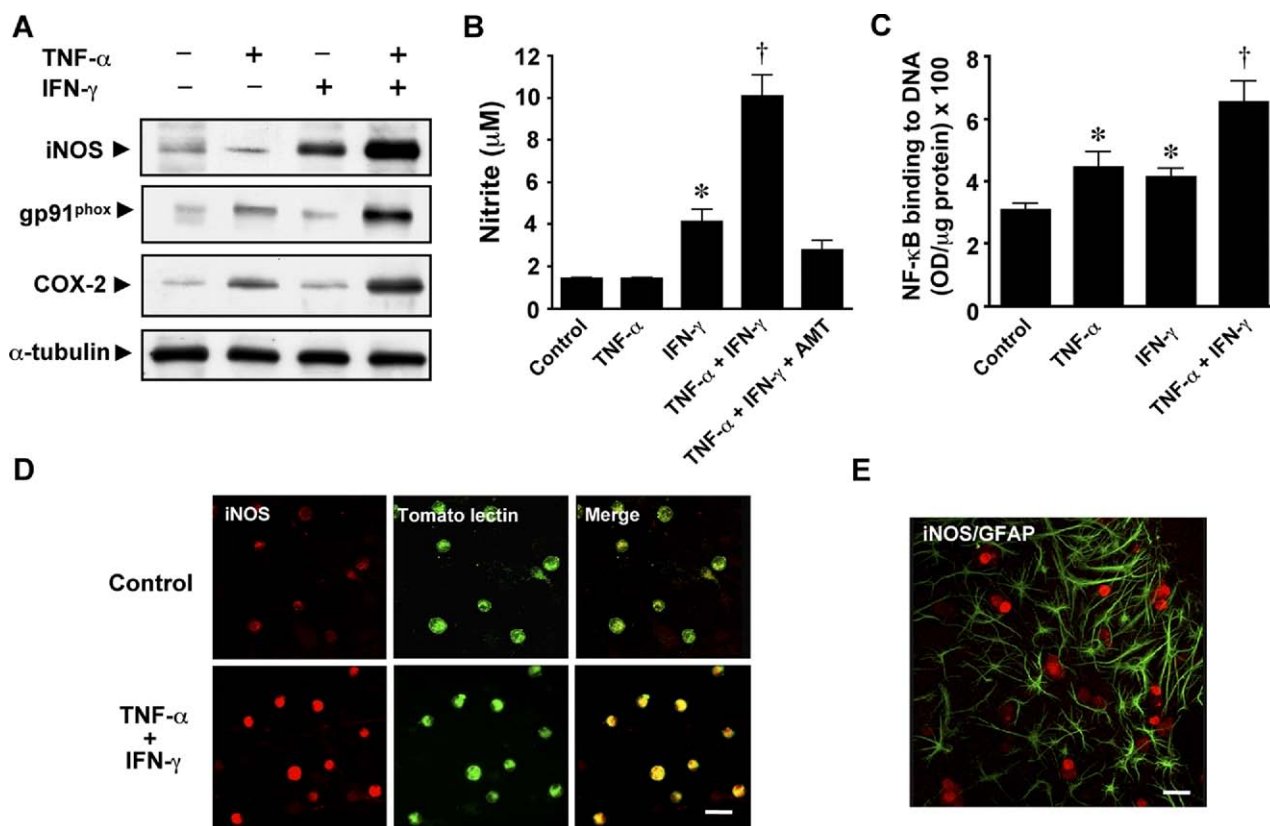 A
TNF-α – + – +
IFN-γ – – + +
iNOS
gp91phox
COX-2
α-tubulin
B
Nitrite (μM)
12
10
8
6
4
2
0
*
†
Control
TNF-α
IFN-γ
TNF-α + IFN-γ
TNF-α + IFN-γ + AMT
C
NF-κB binding to DNA
(OD/μg protein) x 100
8
6
4
2
0
*
*
†
Control
TNF-α
IFN-γ
TNF-α + IFN-γ
D
iNOS Tomato lectin Merge
Control
TNF-α
+
IFN-γ
E
iNOS/GFAP